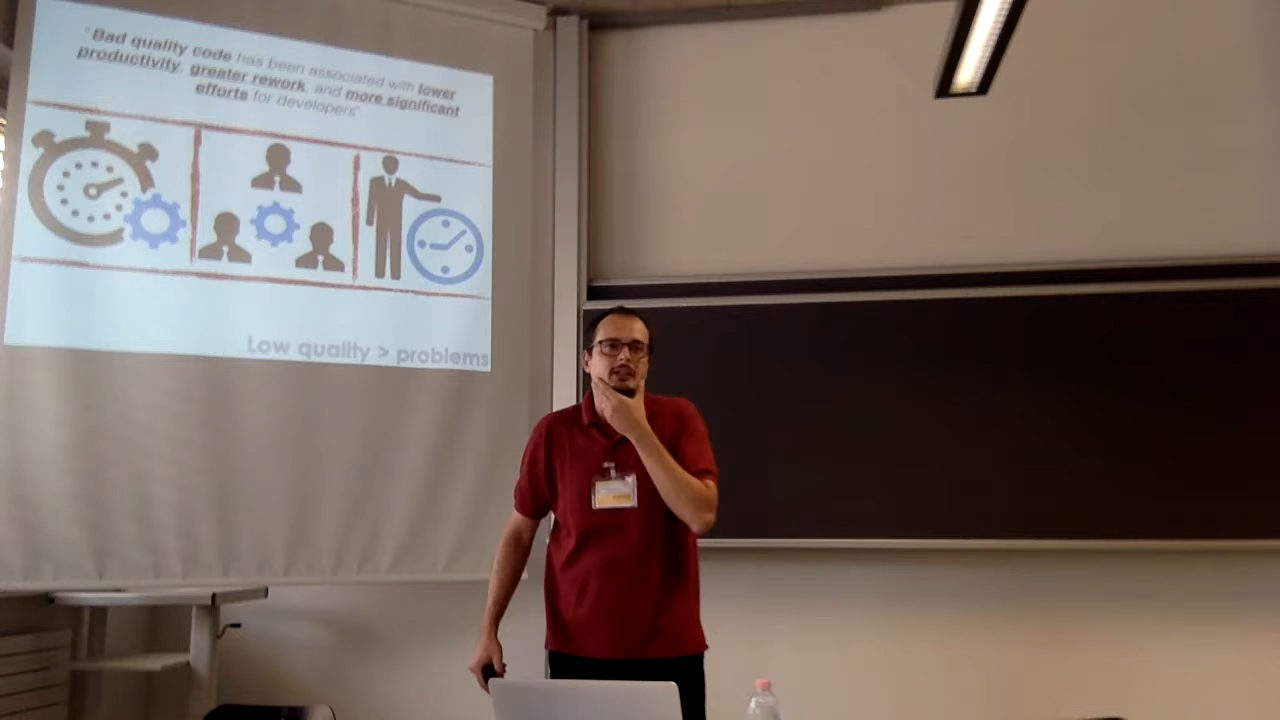 "Bad quality code has been associated with lower
productivity, greater rework, and more significant
efforts for developers"
Low quality > problems